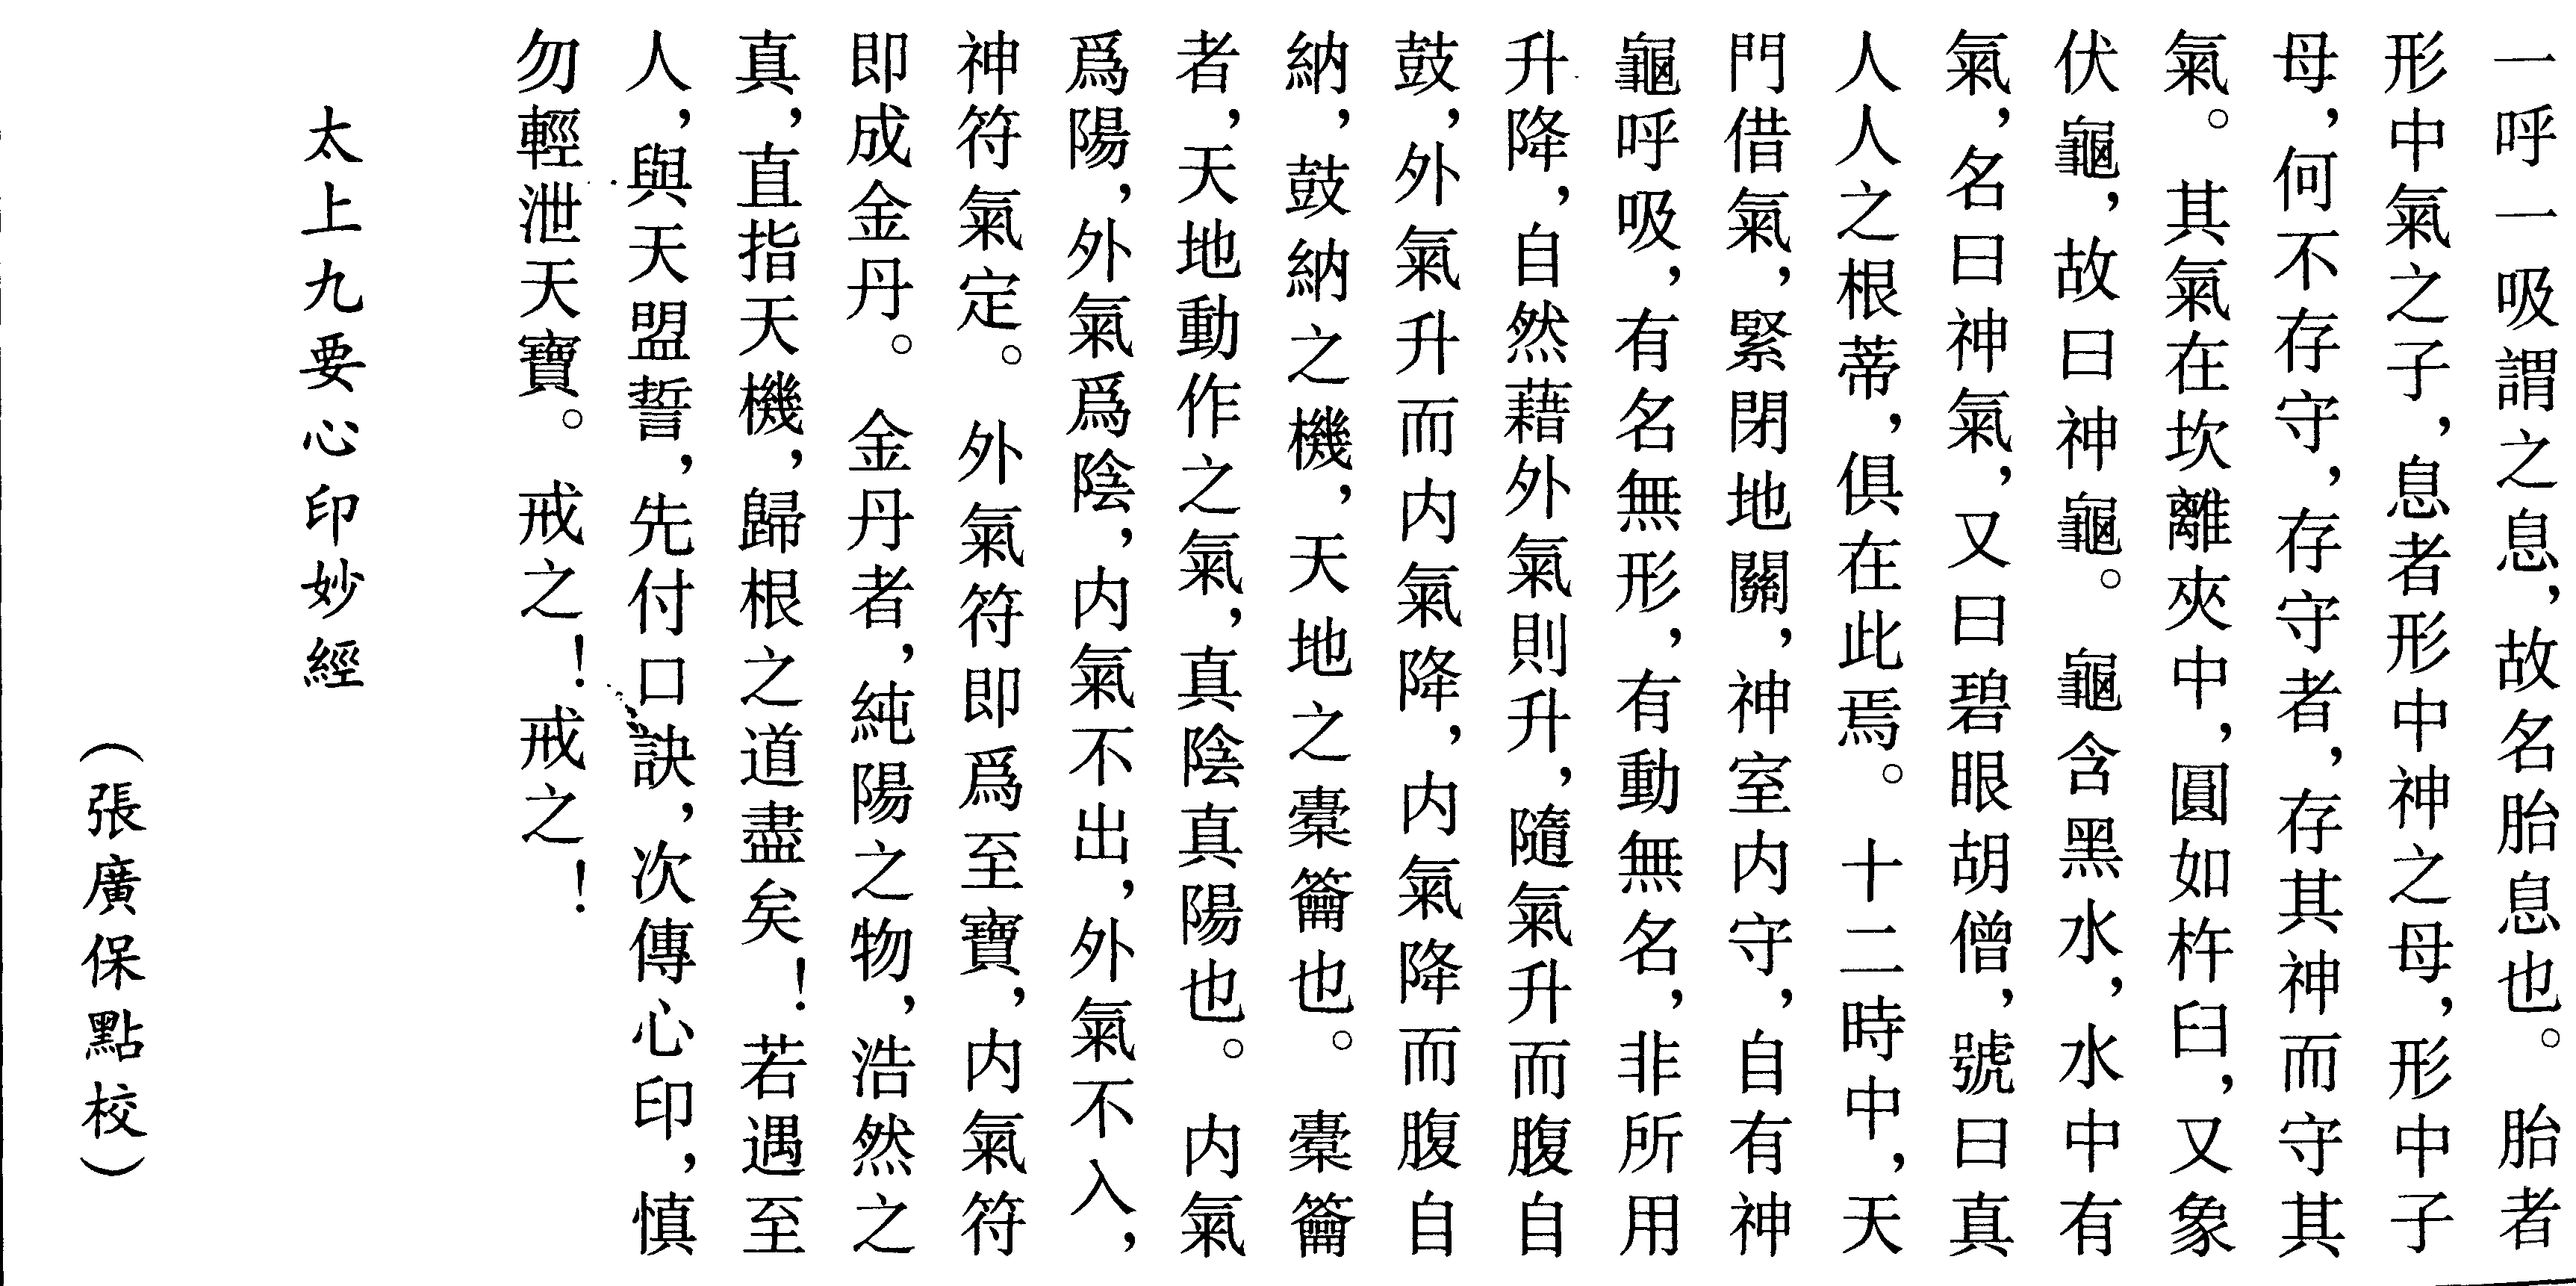 一呼一吸謂之息，故名胎息也。胎者
形中氣之子，息者形中神之母，形中子
母，何不存守，存守者，存其神而守其
氣。其氣在坎離夾中，圓如杵臼，又象
伏龜，故曰神龜。龜含黑水，水中有
氣，名曰神氣，又曰碧眼胡僧，號曰真
人人之根蒂，俱在此焉。十二時中，天
門借氣，緊閉地關，神室内守，自有神
龜呼吸，有名無形，有動無名，非所用
升降，自然藉外氣則升，隨氣升而腹自
鼓，外氣升而内氣降，内氣降而腹自
納，鼓納之機，天地之橐籥也。橐籥
者，天地動作之氣，真陰真陽也。内氣
爲陽，外氣爲陰，内氣不出，外氣不入，
神符氣定。外氣符即爲至寶，内氣符
即成金丹。金丹者，純陽之物，浩然之
真，直指天機，歸根之道盡矣！若遇至
人，與天盟誓，先付口訣，次傳心印，慎
勿輕泄天寶。戒之！戒之！
太上九要心印妙經
（張廣保點校）